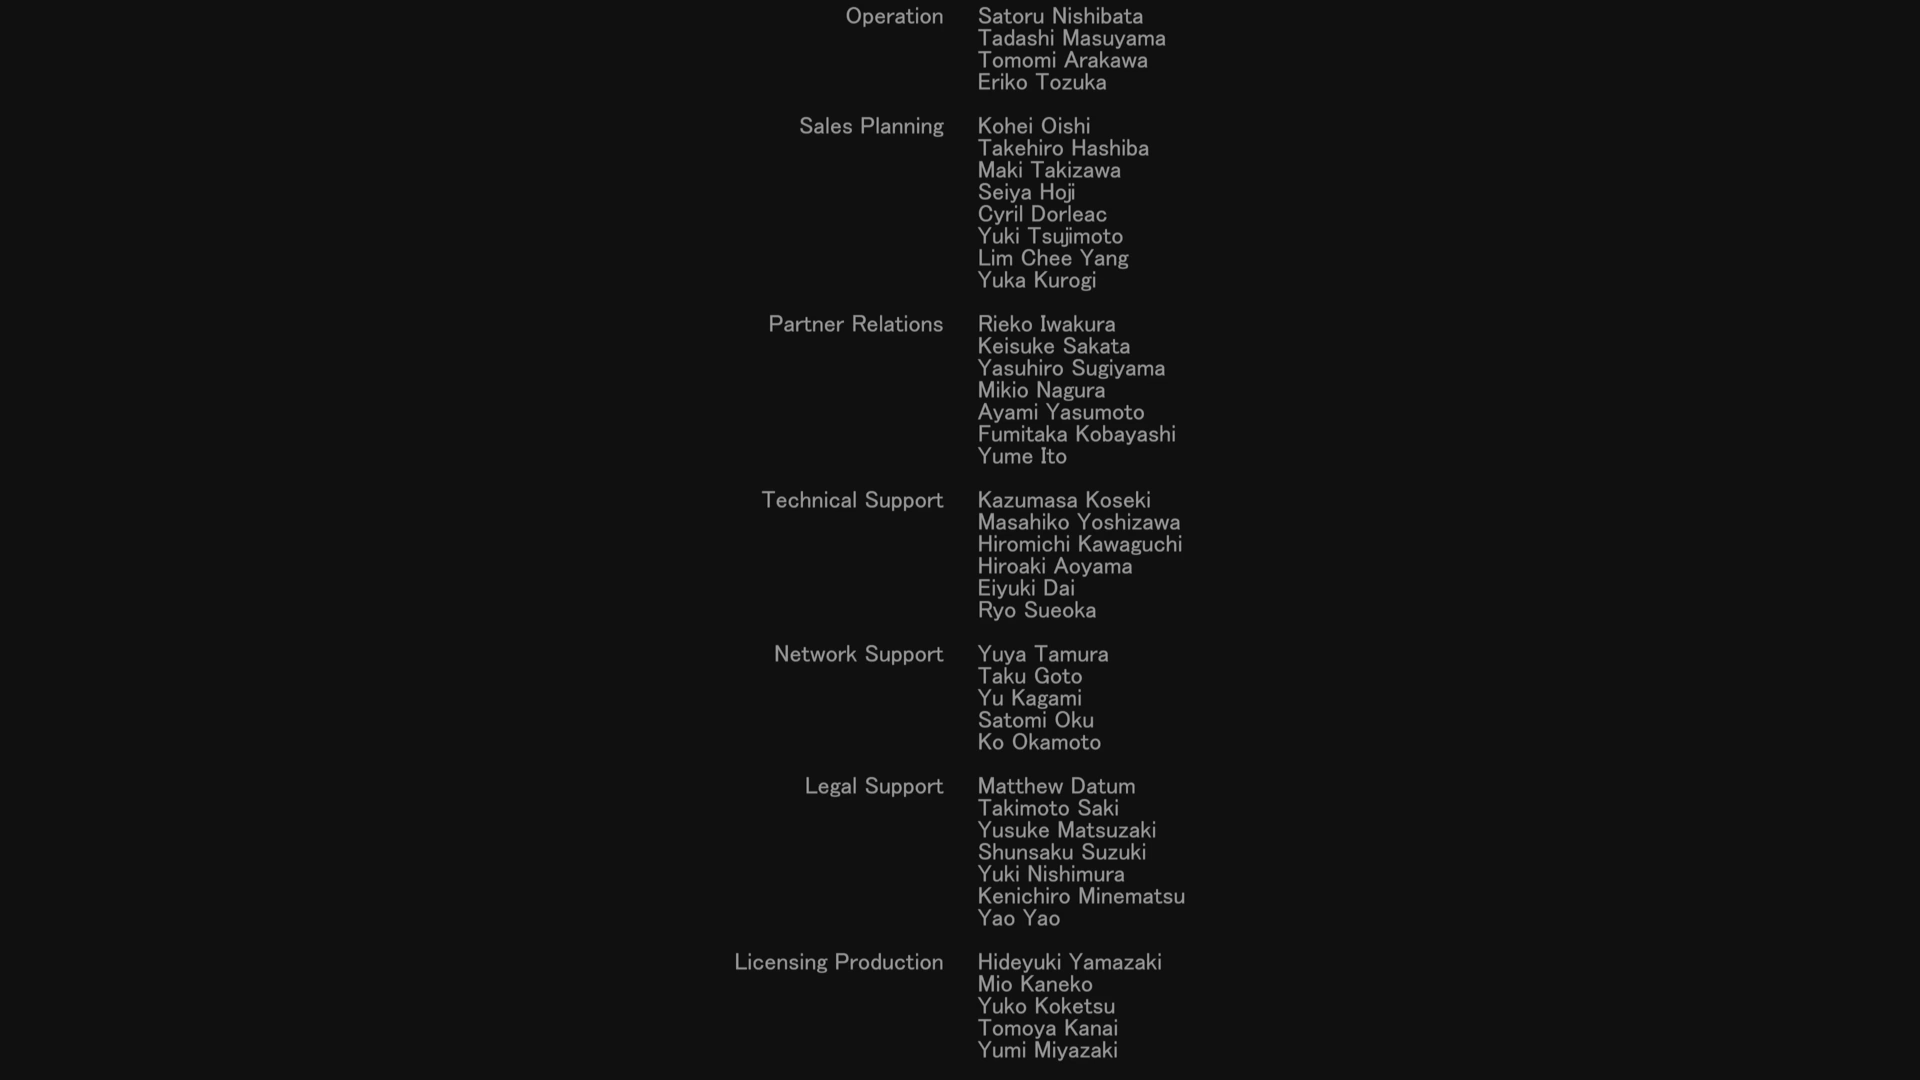 Operation Satoru Nishibata
Tadashi Masuyama
Tomomi Arakawa
Eriko Tozuka
Sales Planning Kohei Oishi
Takehiro Hashiba
Maki Takizawa
Seiya Hoji
Cyril Dorleac
Yuki Tsujimoto
Lim Chee Yang
Yuka Kurogi
Partner Relations Rieko Iwakura
Keisuke Sakata
Yasuhiro Sugiyama
Mikio Nagura
Ayami Yasumoto
Fumitaka Kobayashi
Yume Ito
Technical Support Kazumasa Koseki
Masahiko Yoshizawa
Hiromichi Kawaguchi
Hiroaki Aoyama
Eiyuki Dai
Ryo Sueoka
Network Support Yuya Tamura
Taku Goto
Yu Kagami
Satomi Oku
Ko Okamoto
Legal Support Matthew Datum
Takimoto Saki
Yusuke Matsuzaki
Shunsaku Suzuki
Yuki Nishimura
Kenichiro Minematsu
Yao Yao
Licensing Production Hideyuki Yamazaki
Mio Kaneko
Yuko Koketsu
Tomoya Kanai
Yumi Miyazaki